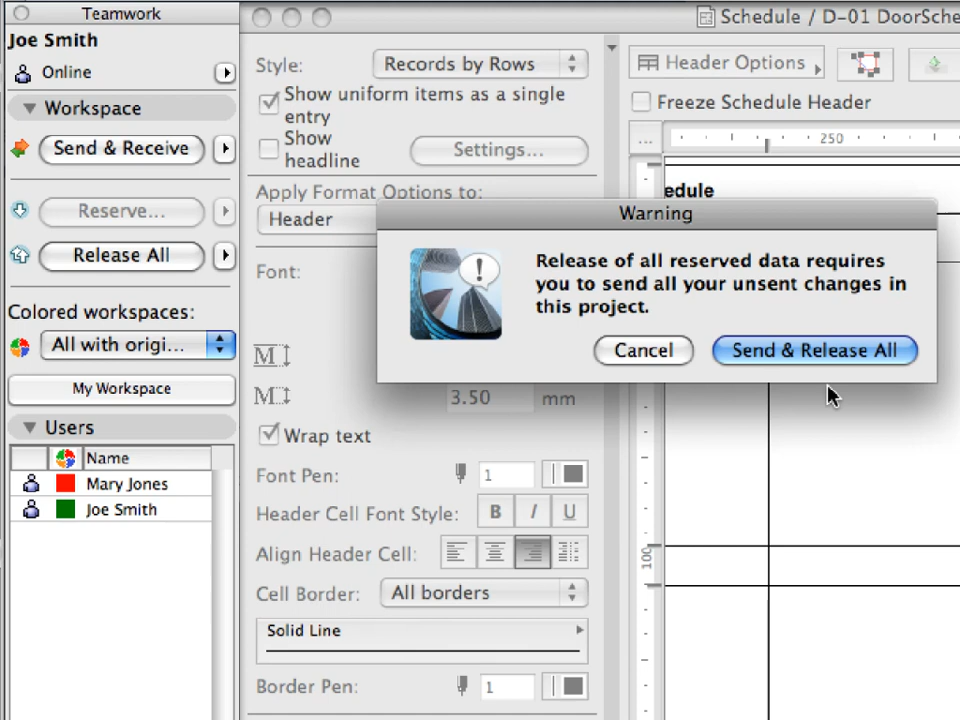 Teamwork
Joe Smith
Online
Workspace
Send & Receive
Reserve...
Release All
Colored workspaces:
All with origi...
My Workspace
Users
Name
Mary Jones
Joe Smith
Schedule / D-01 DoorSche
Style:
Records by Rows
Show uniform items as a single
entry
Show
headline
Settings...
Apply Format Options to:
Header
Font:
M
M
3.50 mm
Wrap text
Font Pen:
1
Header Cell Font Style:
B I U
Align Header Cell:
Cell Border:
All borders
Solid Line
Border Pen:
1
Header Options
Freeze Schedule Header
...
250
edule
100
Warning
Release of all reserved data requires
you to send all your unsent changes in
this project.
Cancel
Send & Release All